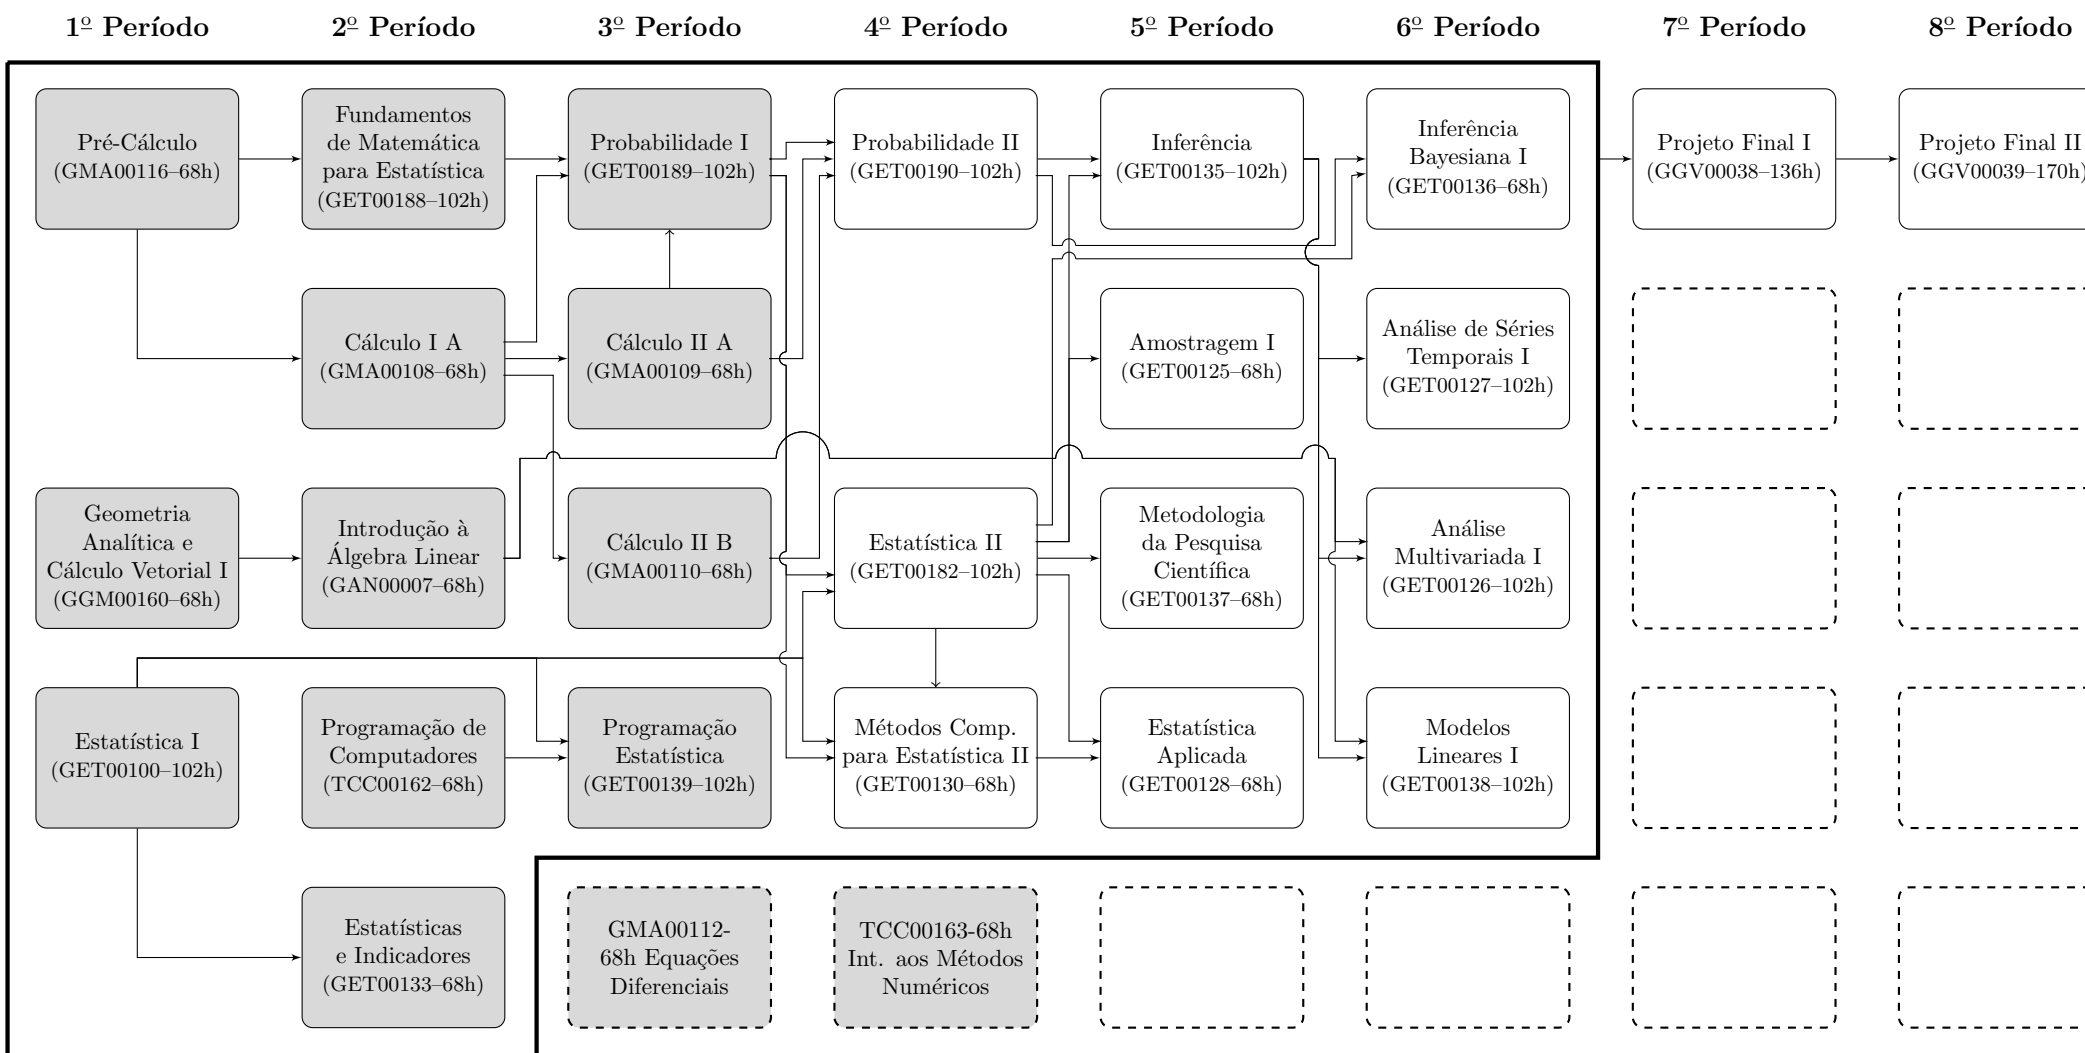 1º Período
2º Período
3º Período
4º Período
5º Período
6º Período
7º Período
8º Período
Pré-Cálculo
(GMA00116–68h)
Fundamentos
de Matemática
para Estatística
(GET00188–102h)
Probabilidade I
(GET00189–102h)
Probabilidade II
(GET00190–102h)
Inferência
(GET00135–102h)
Inferência
Bayesiana I
(GET00136–68h)
Projeto Final I
(GGV00038–136h)
Projeto Final II
(GGV00039–170h)
Cálculo I A
(GMA00108–68h)
Cálculo II A
(GMA00109–68h)
Amostragem I
(GET00125–68h)
Análise de Séries
Temporais I
(GET00127–102h)
Geometria
Analítica e
Cálculo Vetorial I
(GGM00160–68h)
Introdução à
Álgebra Linear
(GAN00007–68h)
Cálculo II B
(GMA00110–68h)
Estatística II
(GET00182–102h)
Metodologia
da Pesquisa
Científica
(GET00137–68h)
Análise
Multivariada I
(GET00126–102h)
Estatística I
(GET00100–102h)
Programação de
Computadores
(TCC00162–68h)
Programação
Estatística
(GET00139–102h)
Métodos Comp.
para Estatística II
(GET00130–68h)
Estatística
Aplicada
(GET00128–68h)
Modelos
Lineares I
(GET00138–102h)
Estatísticas
e Indicadores
(GET00133–68h)
GMA00112-
68h Equações
Diferenciais
TCC00163-68h
Int. aos Métodos
Numéricos